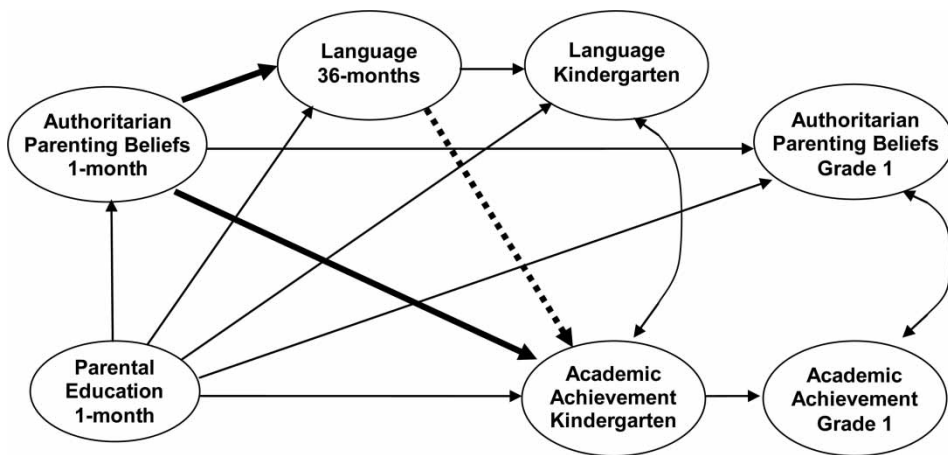 Language
36-months
Language
Kindergarten
Authoritarian
Parenting Beliefs
1-month
Authoritarian
Parenting Beliefs
Grade 1
Parental
Education
1-month
Academic
Achievement
Kindergarten
Academic
Achievement
Grade 1